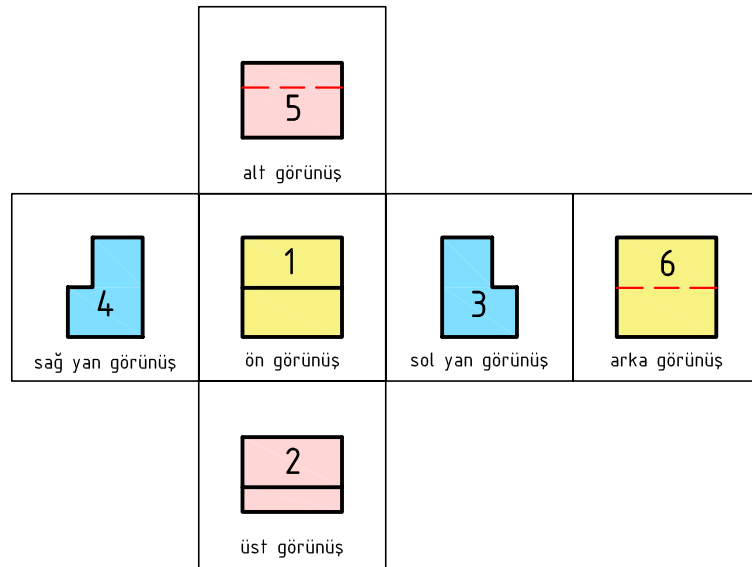 5
alt görünüş
4
sağ yan görünüş
1
ön görünüş
3
sol yan görünüş
6
arka görünüş
2
üst görünüş